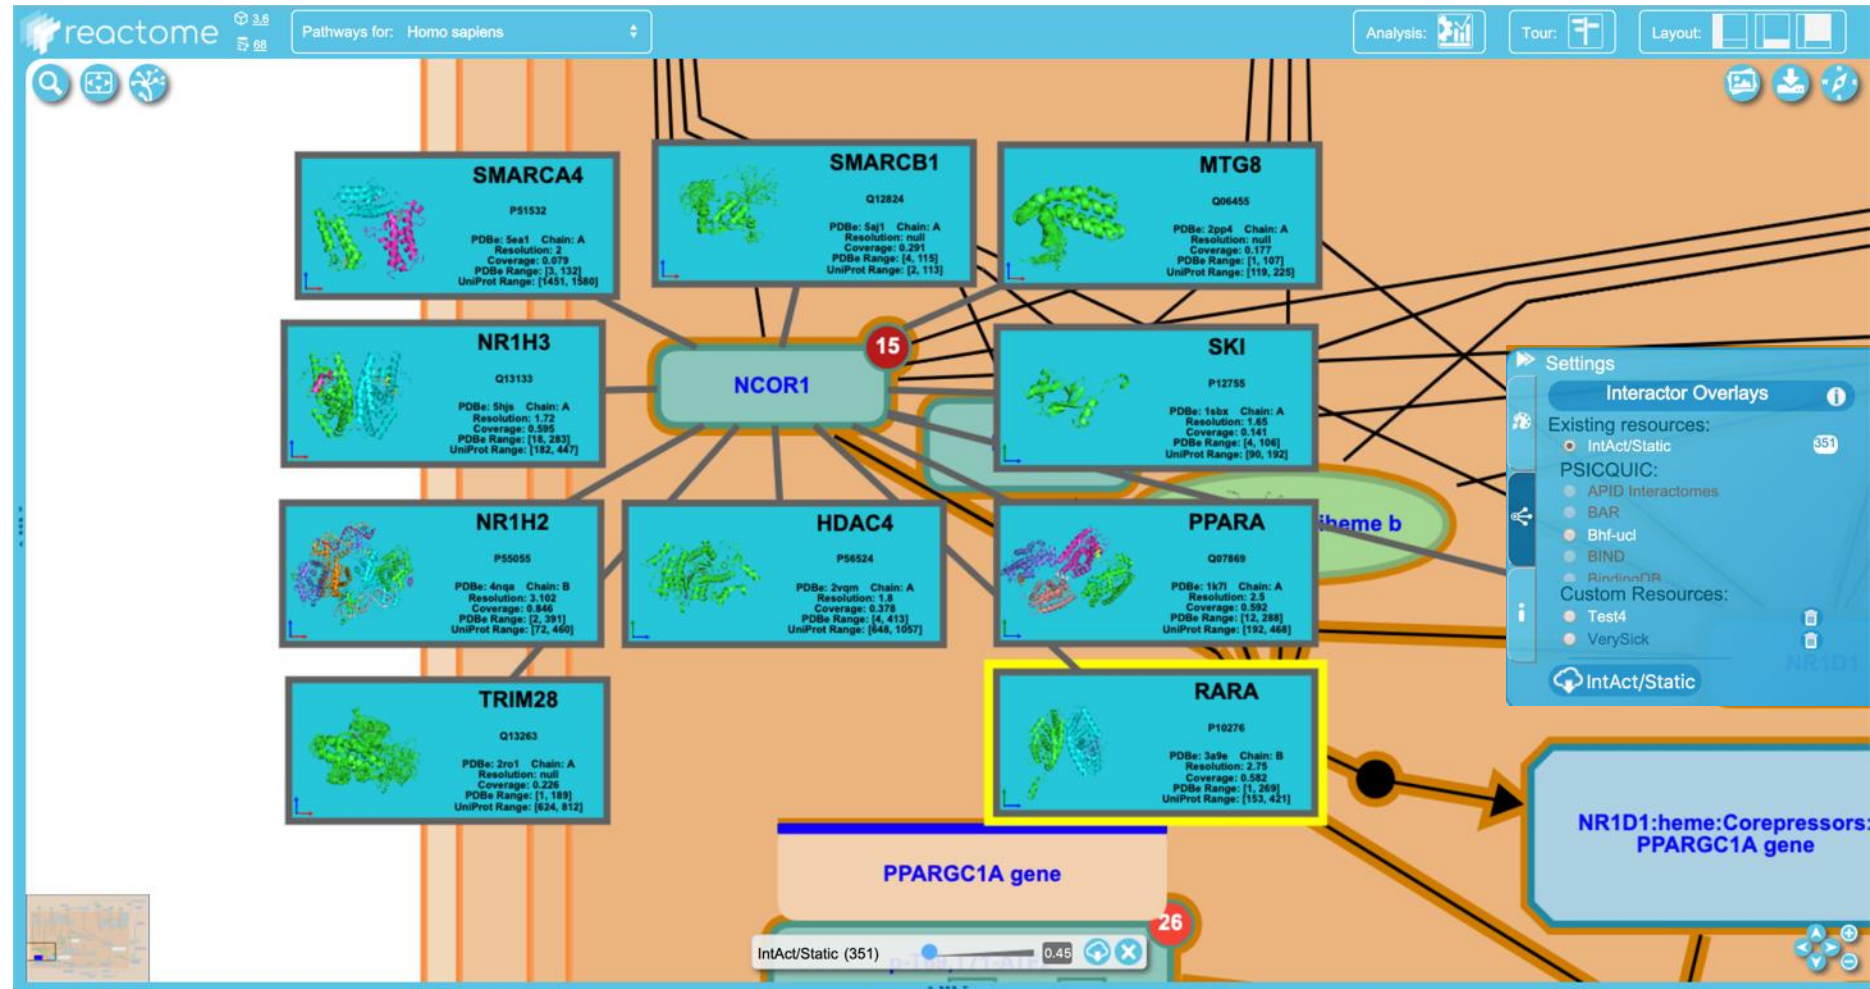 reactome
3.6
68
Pathways for: Homo sapiens
Analysis:
Tour:
Layout:
SMARCA4
P51532
PDBe: 5ea1 Chain: A
Resolution: 2
Coverage: 0.079
PDBe Range: [3, 132]
UniProt Range: [1451, 1580]
SMARCB1
Q12824
PDBe: 5aj1 Chain: A
Resolution: null
Coverage: 0.291
PDBe Range: [4, 115]
UniProt Range: [2, 113]
MTG8
Q06455
PDBe: 2pp4 Chain: A
Resolution: null
Coverage: 0.177
PDBe Range: [1, 107]
UniProt Range: [119, 225]
NR1H3
Q13133
PDBe: 5hjs Chain: A
Resolution: 1.72
Coverage: 0.595
PDBe Range: [18, 283]
UniProt Range: [182, 447]
15
NCOR1
SKI
P12755
PDBe: 1sbx Chain: A
Resolution: 1.65
Coverage: 0.141
PDBe Range: [4, 106]
UniProt Range: [90, 192]
Settings
Interactor Overlays
Existing resources:
IntAct/Static
351
PSICQUIC:
APID Interactomes
BAR
Bhf-ucl
BIND
BindingDB
Custom Resources:
Test4
VerySick
NR1D1
IntAct/Static
NR1H2
P55055
PDBe: 4nqa Chain: B
Resolution: 3.102
Coverage: 0.846
PDBe Range: [2, 391]
UniProt Range: [72, 460]
HDAC4
P56524
PDBe: 2vqm Chain: A
Resolution: 1.8
Coverage: 0.378
PDBe Range: [4, 413]
UniProt Range: [648, 1057]
PPARA
Q07869
PDBe: 1k7l Chain: A
Resolution: 2.5
Coverage: 0.592
PDBe Range: [12, 288]
UniProt Range: [192, 468]
heme b
TRIM28
Q13263
PDBe: 2ro1 Chain: A
Resolution: null
Coverage: 0.226
PDBe Range: [1, 189]
UniProt Range: [624, 812]
RARA
P10276
PDBe: 3a9e Chain: B
Resolution: 2.75
Coverage: 0.582
PDBe Range: [1, 269]
UniProt Range: [153, 421]
NR1D1:heme:Corepressors:
PPARGC1A gene
PPARGC1A gene
26
IntAct/Static (351)
0.45